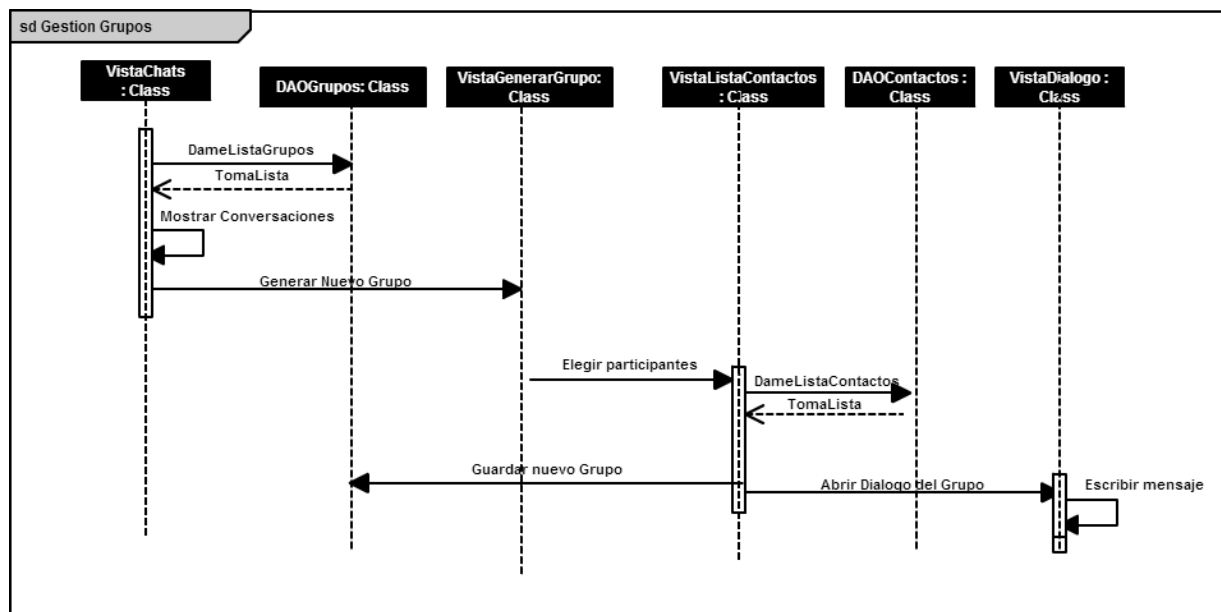 sd Gestion Grupos
VistaChats
: Class
DAOGrupos: Class
VistaGenerarGrupo:
Class
VistaListaContactos
: Class
DAOContactos :
Class
VistaDialogo :
Class
DameListaGrupos
TomaLista
Mostrar Conversaciones
Generar Nuevo Grupo
Elegir participantes
DameListaContactos
TomaLista
Guardar nuevo Grupo
Abrir Dialogo del Grupo
Escribir mensaje